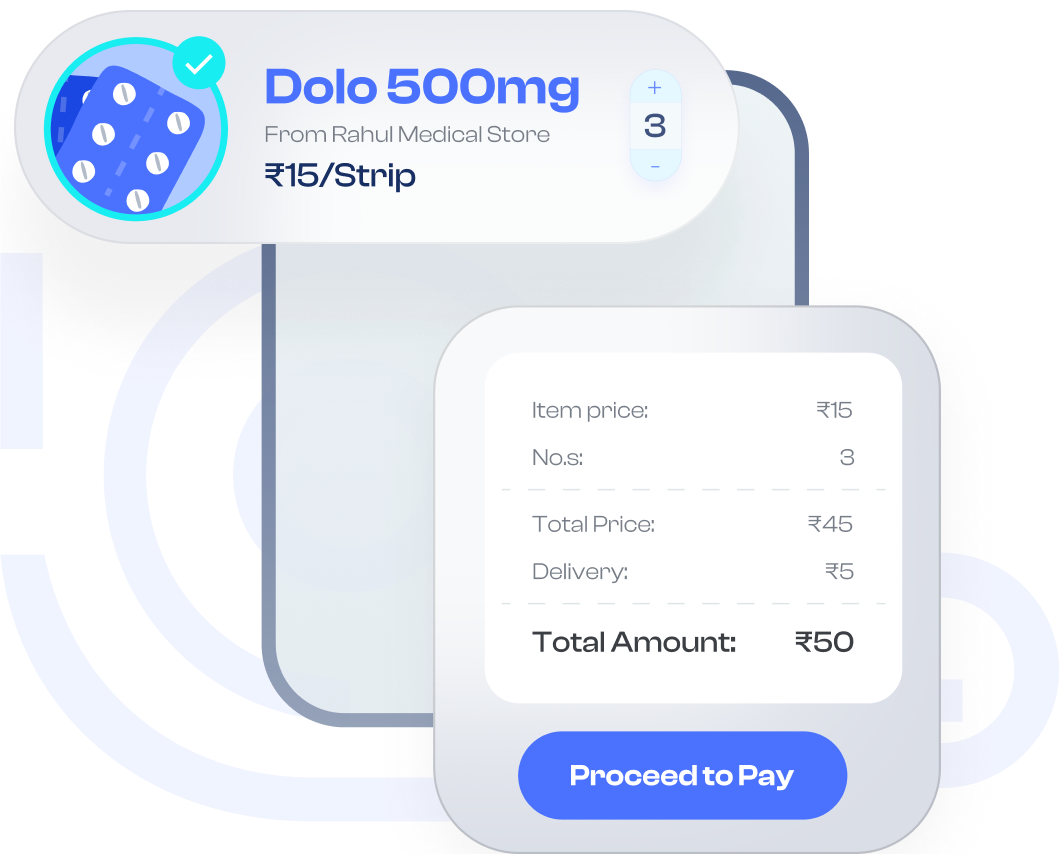 Dolo 500mg
From Rahul Medical Store
₹15/Strip
+
3
-
Item price: ₹15
No.s: 3
Total Price: ₹45
Delivery: ₹5
Total Amount: ₹50
Proceed to Pay